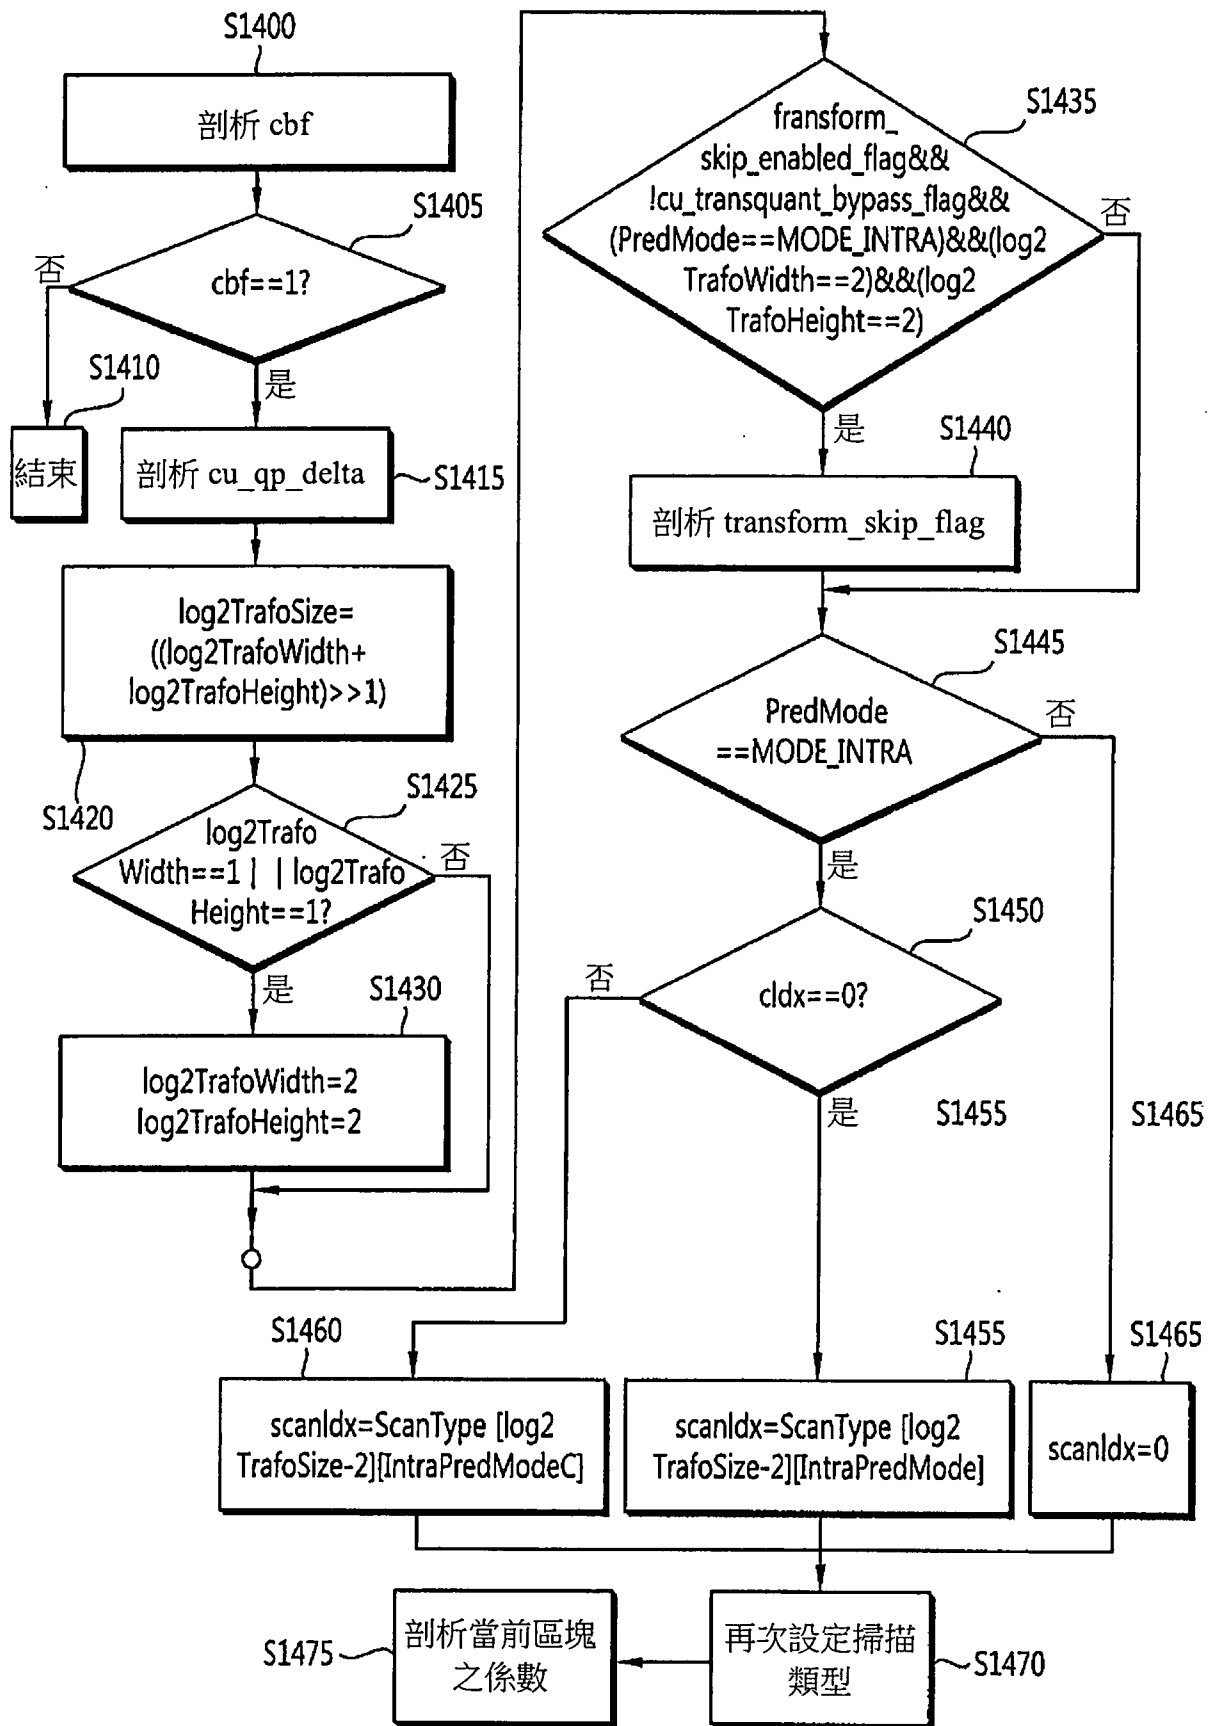 S1400
剖析 cbf
S1405
否
cbf==1?
S1410
是
結束
剖析 cu_qp_delta
S1415
log2TrafoSize=
((log2TrafoWidth+
log2TrafoHeight)>>1)
S1420
S1425
log2Trafo
Width==1 | | log2Trafo
Height==1?
否
是
S1430
log2TrafoWidth=2
log2TrafoHeight=2
S1435
fransform_
skip_enabled_flag&&
!cu_transquant_bypass_flag&&
(PredMode==MODE_INTRA)&&(log2
TrafoWidth==2)&&(log2
TrafoHeight==2)
否
是
S1440
剖析 transform_skip_flag
S1445
PredMode
==MODE_INTRA
否
是
S1450
否
cIdx==0?
是
S1455
S1465
S1460
scanIdx=ScanType [log2
TrafoSize-2][IntraPredModeC]
S1455
scanIdx=ScanType [log2
TrafoSize-2][IntraPredMode]
S1465
scanIdx=0
剖析當前區塊
之係數
S1475
再次設定掃描
類型
S1470